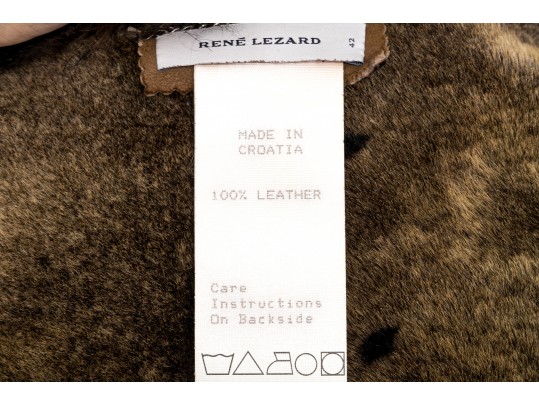 RENÉ LEZARD
42
MADE IN
CROATIA
100% LEATHER
Care
Instructions
On Backside